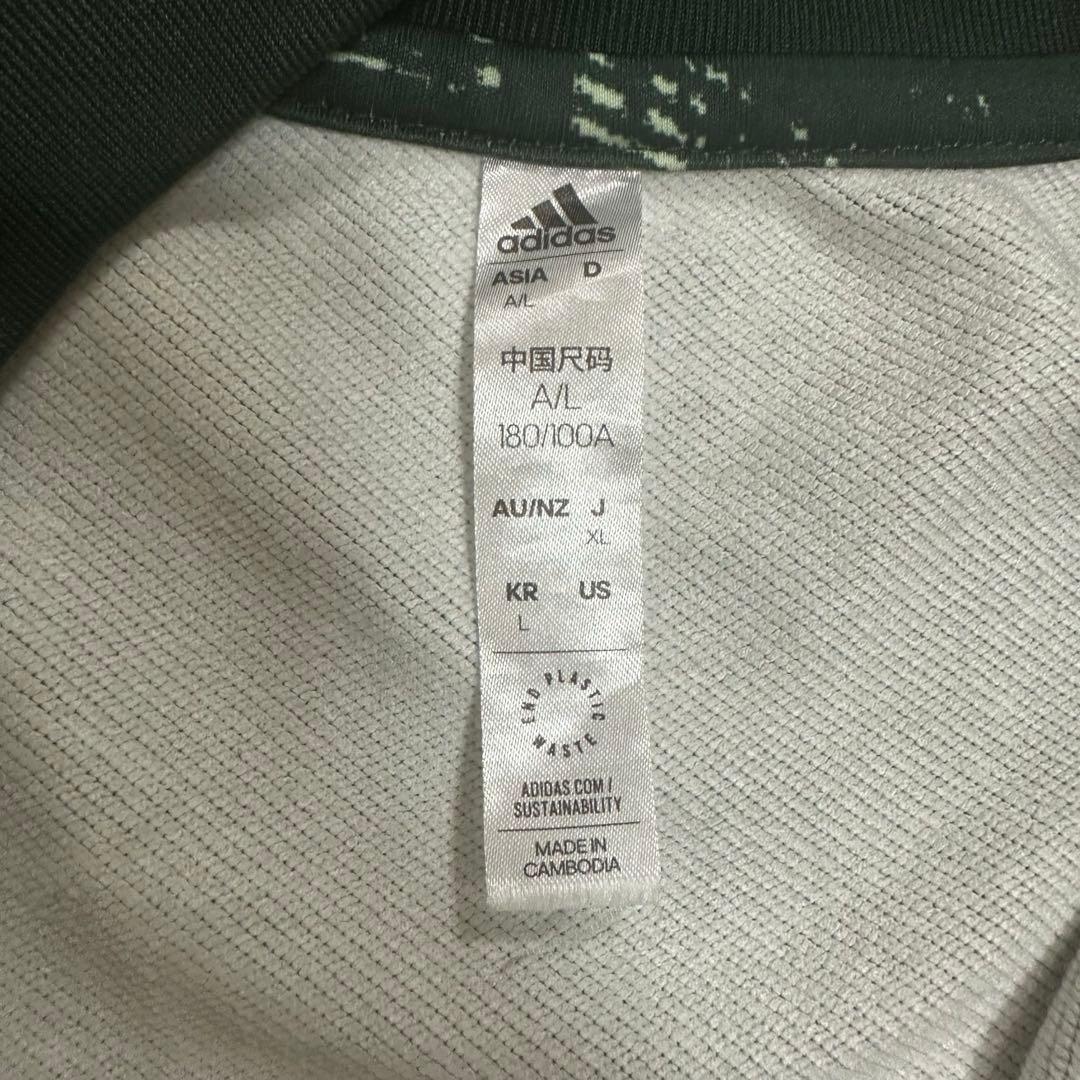 adidas
ASIA D
A/L
中国尺码
A/L
180/100A
AU/NZ J
XL
KR US
L
END PLASTIC WASTE
ADIDAS.COM/
SUSTAINABILITY
MADE IN
CAMBODIA